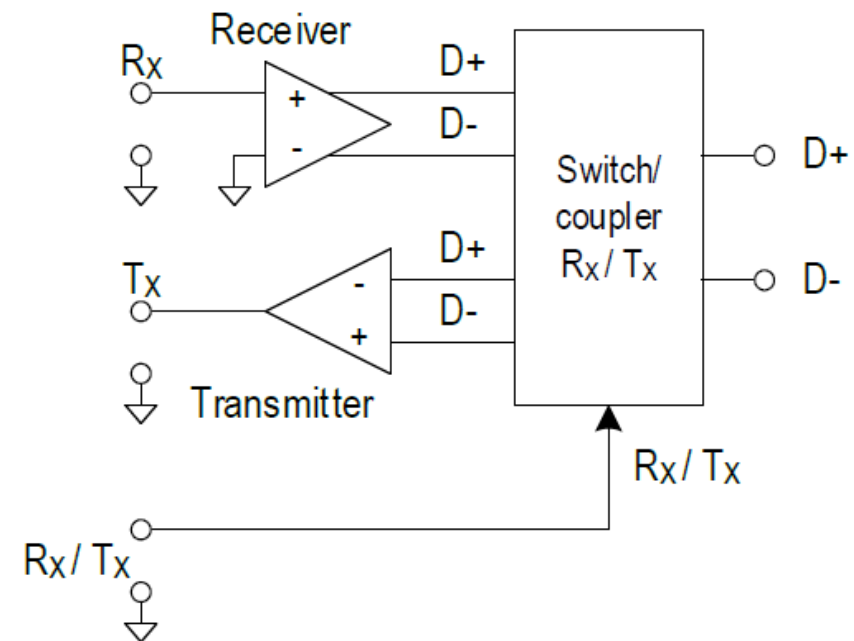 Receiver
Rx
D+
+
D-
-
Switch/
coupler
Rx / Tx
D+
D-
Tx
D+
-
D-
+
Transmitter
Rx / Tx
Rx / Tx